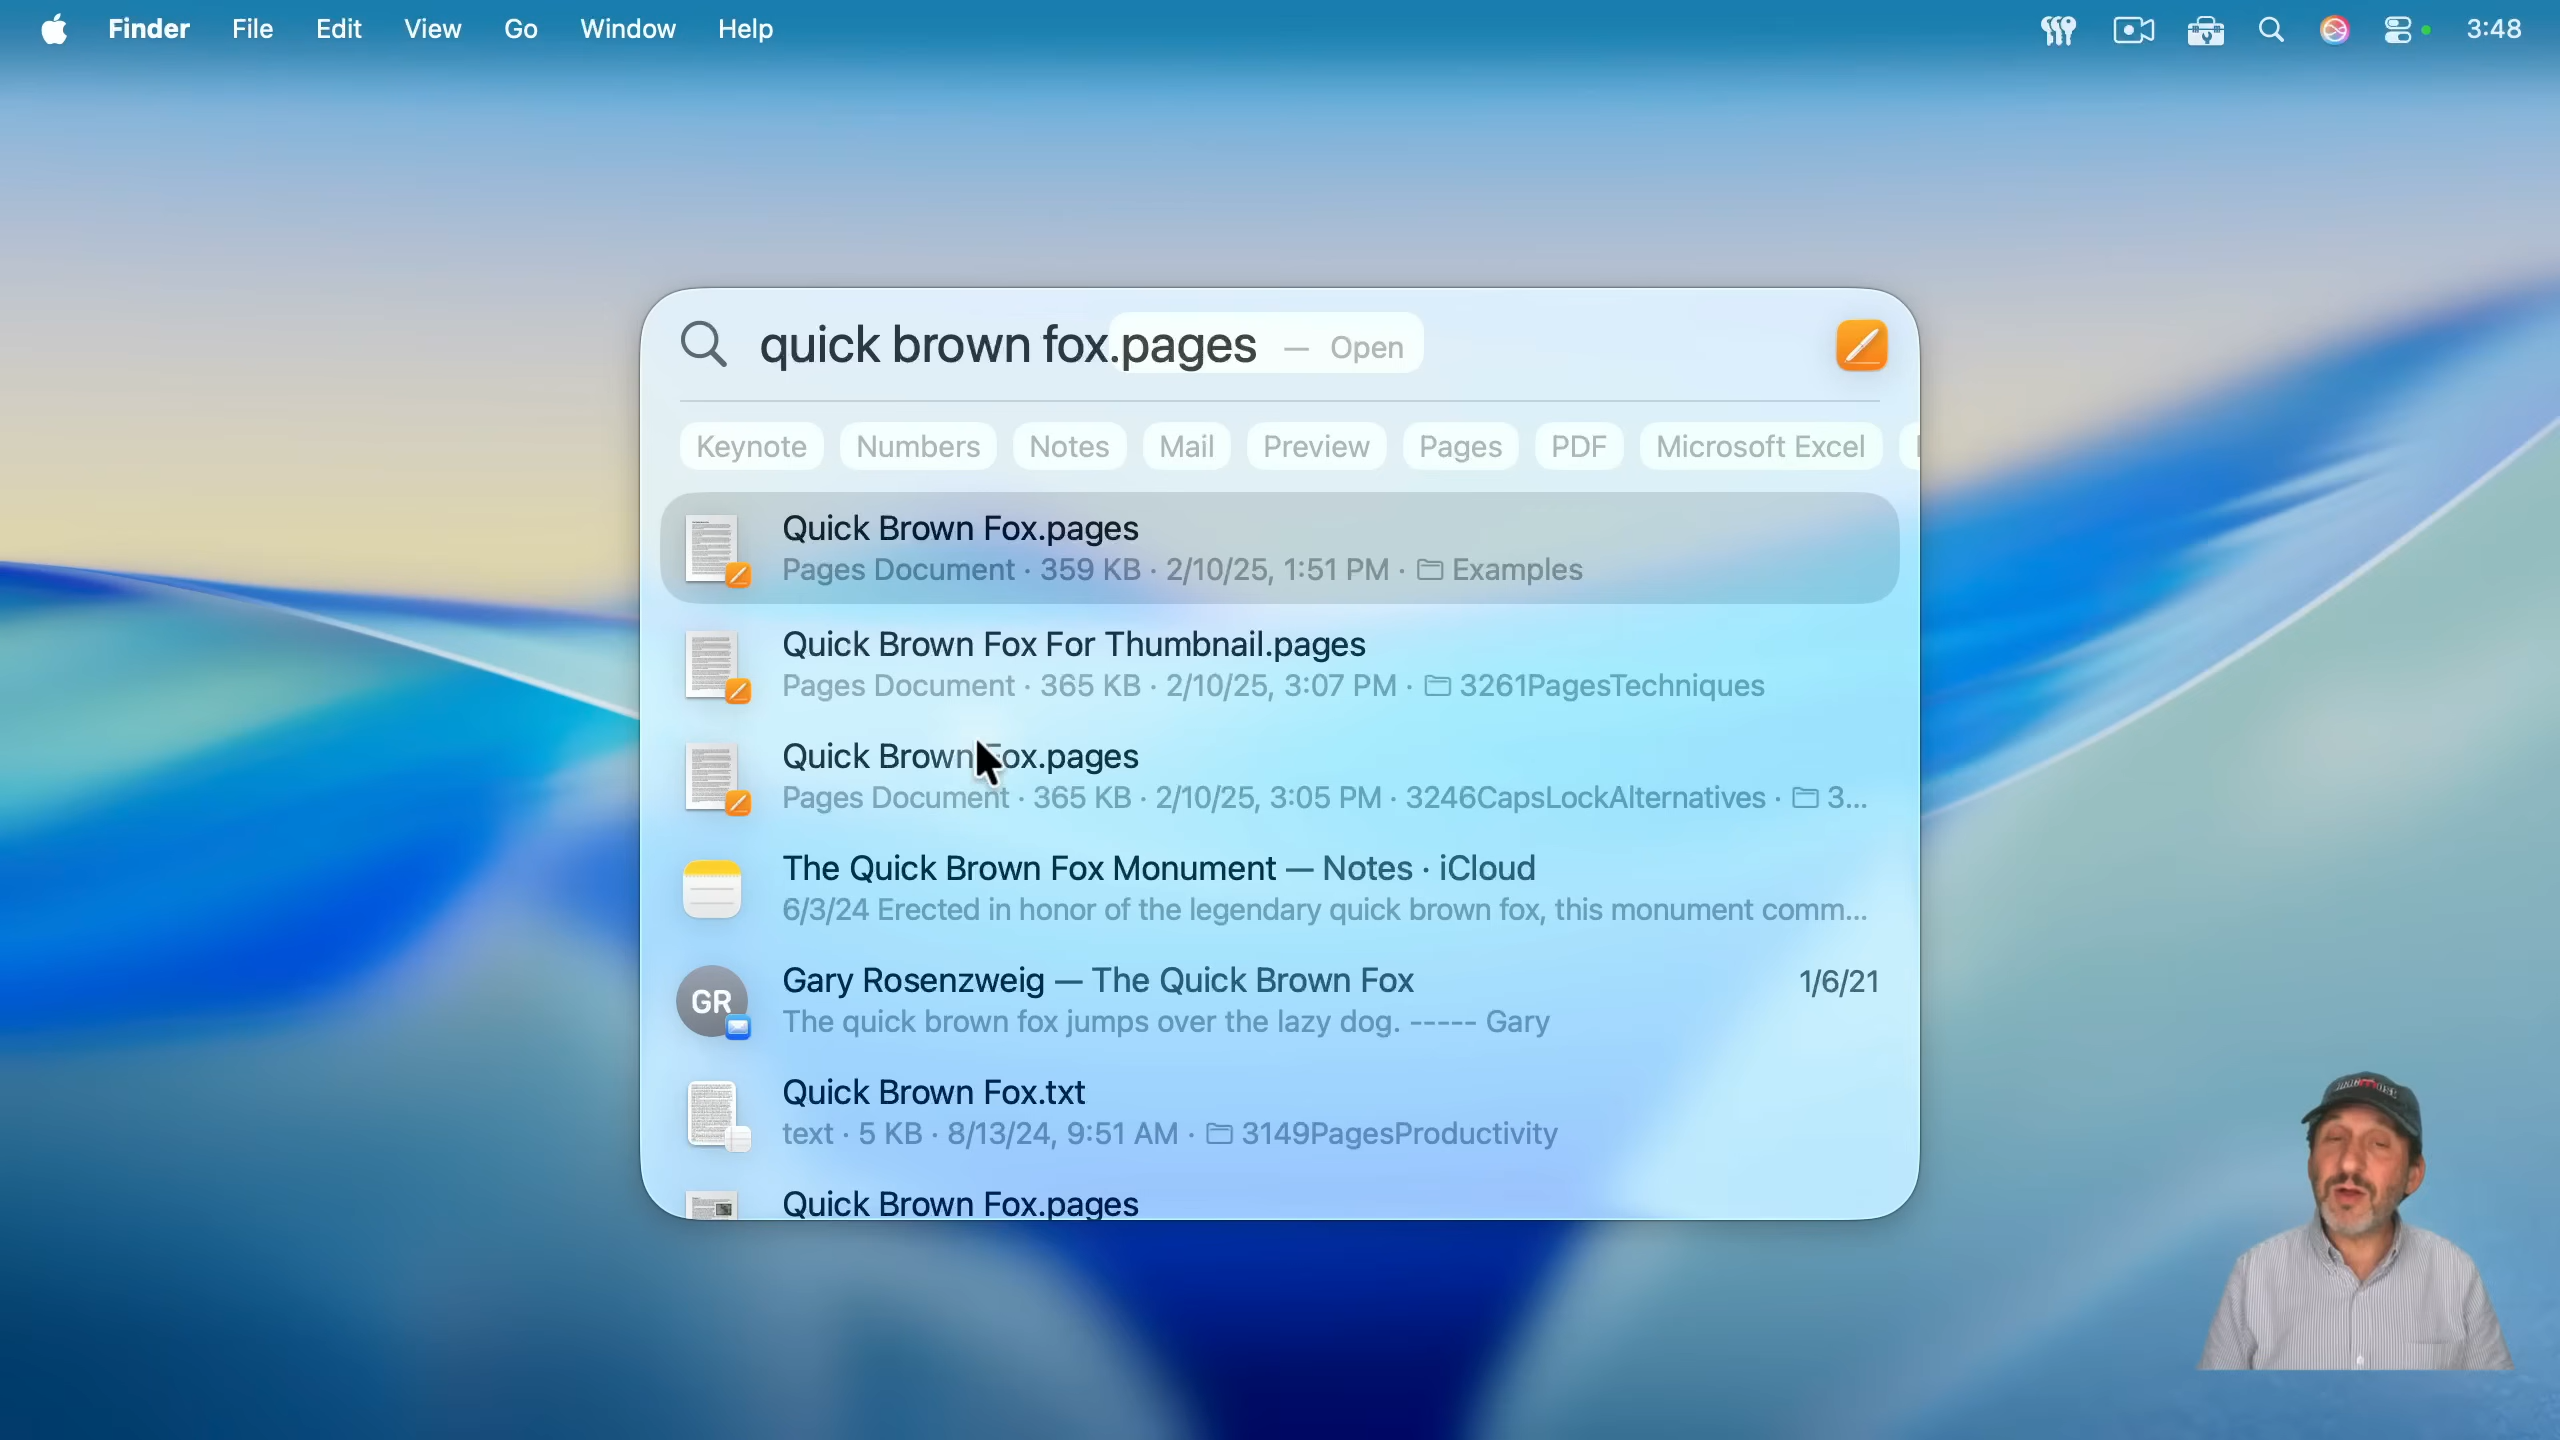 Finder File Edit View Go Window Help 3:48
quick brown fox.pages — Open
Keynote Numbers Notes Mail Preview Pages PDF Microsoft Excel
Quick Brown Fox.pages
Pages Document · 359 KB · 2/10/25, 1:51 PM · Examples
Quick Brown Fox For Thumbnail.pages
Pages Document · 365 KB · 2/10/25, 3:07 PM · 3261PagesTechniques
Quick Brown Fox.pages
Pages Document · 365 KB · 2/10/25, 3:05 PM · 3246CapsLockAlternatives · 3...
The Quick Brown Fox Monument — Notes · iCloud
6/3/24 Erected in honor of the legendary quick brown fox, this monument comm...
Gary Rosenzweig — The Quick Brown Fox 1/6/21
GR
The quick brown fox jumps over the lazy dog. ----- Gary
Quick Brown Fox.txt
text · 5 KB · 8/13/24, 9:51 AM · 3149PagesProductivity
Quick Brown Fox.pages